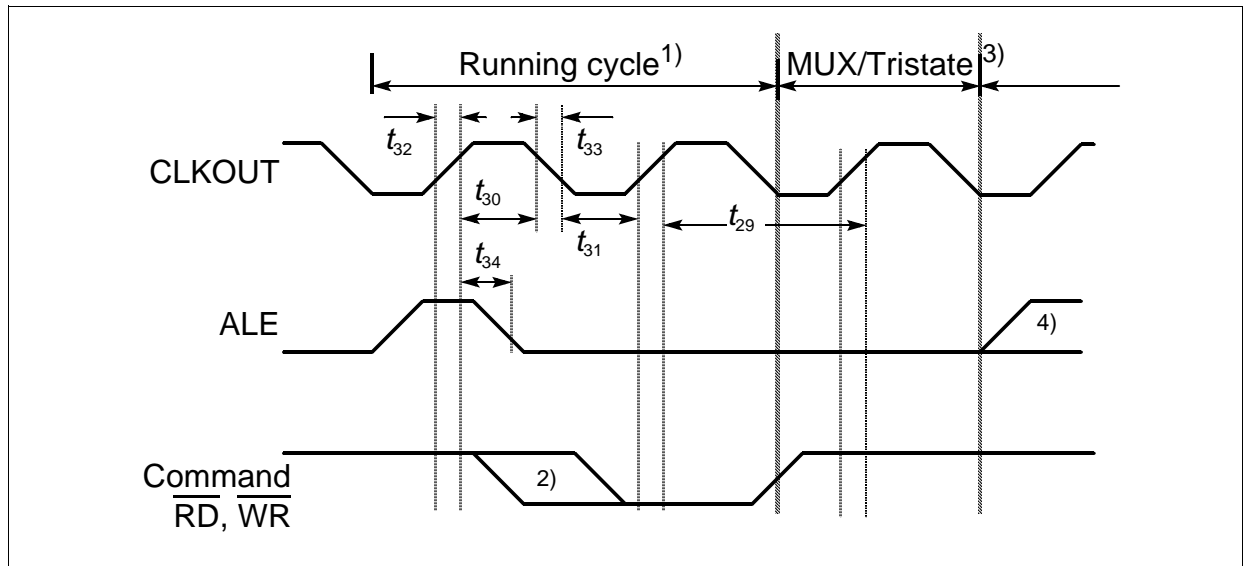 Running cycle1) MUX/Tristate 3)
t32 t33
CLKOUT
t30
t31 t29
t34
ALE 4)
Command 2)
RD, WR